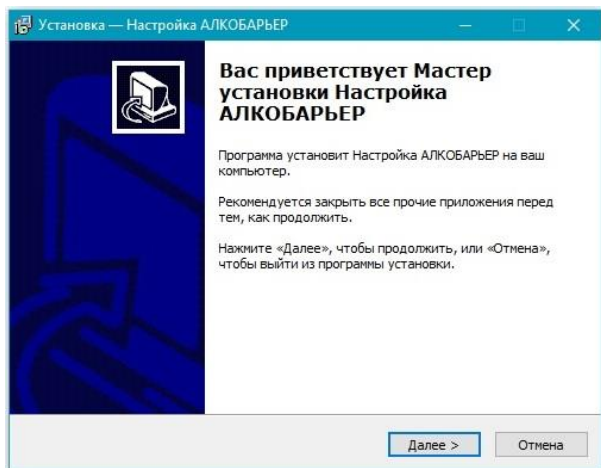 Установка — Настройка АЛКОБАРЬЕР
Вас приветствует Мастер
установки Настройка
АЛКОБАРЬЕР
Программа установит Настройка АЛКОБАРЬЕР на ваш
компьютер.
Рекомендуется закрыть все прочие приложения перед
тем, как продолжить.
Нажмите «Далее», чтобы продолжить, или «Отмена»,
чтобы выйти из программы установки.
Далее >
Отмена